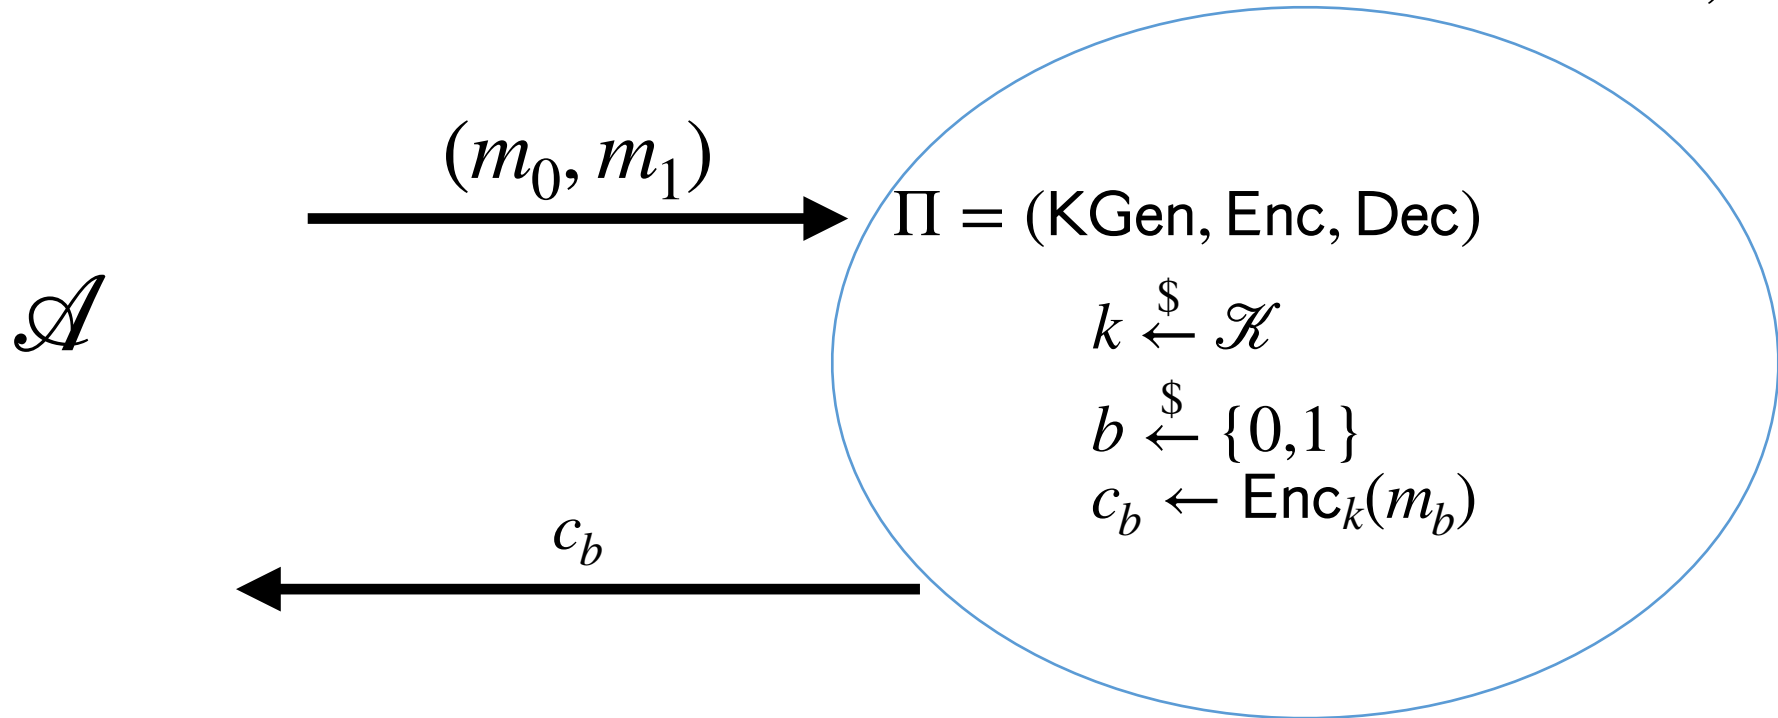 (m₀, m₁)
Π = (KGen, Enc, Dec)
𝒜
k $← 𝒦
b $← {0,1}
c_b ← Enc_k(m_b)
c_b